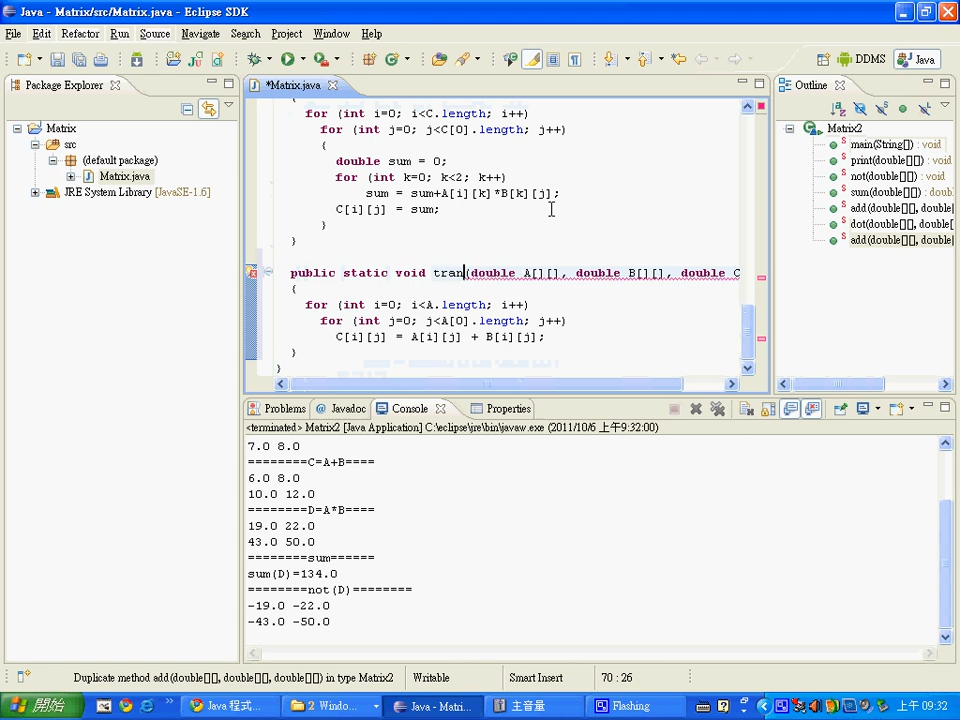 Java - Matrix/src/Matrix.java - Eclipse SDK
File Edit Refactor Run Source Navigate Search Project Window Help
DDMS Java
Package Explorer
Matrix
src
(default package)
Matrix.java
JRE System Library [JavaSE-1.6]
*Matrix.java
{
for (int i=0; i<C.length; i++)
for (int j=0; j<C[0].length; j++)
{
double sum = 0;
for (int k=0; k<2; k++)
sum = sum+A[i][k]*B[k][j];
C[i][j] = sum;
}
}
public static void tran(double A[][], double B[][], double C
{
for (int i=0; i<A.length; i++)
for (int j=0; j<A[0].length; j++)
C[i][j] = A[i][j] + B[i][j];
}
}
Outline
Matrix2
main(String[]) : void
print(double[][]) : void
not(double[][]) : void
sum(double[][]) : doubl
add(double[][], double[
dot(double[][], double[
add(double[][], double[
Problems Javadoc Console Properties
<terminated> Matrix2 [Java Application] C:\eclipse\jre\bin\javaw.exe (2011/10/6 上午9:32:00)
7.0 8.0
========C=A+B====
6.0 8.0
10.0 12.0
========D=A*B====
19.0 22.0
43.0 50.0
========sum======
sum(D)=134.0
========not(D)========
-19.0 -22.0
-43.0 -50.0
Duplicate method add(double[][], double[][], double[][]) in type Matrix2 Writable Smart Insert 70 : 26
開始 Java 程式... 2 Windo... Java - Matri... 主音量 Flashing 上午 09:32